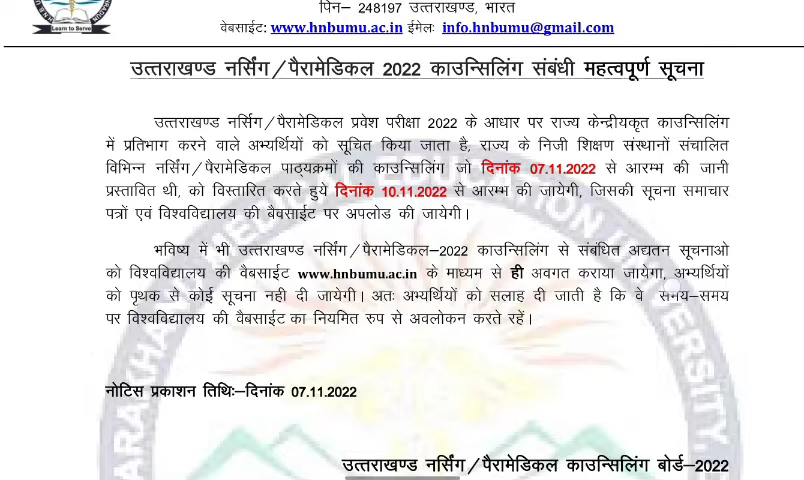 Learn to Serve
पिन– 248197 उत्तराखण्ड, भारत
वेबसाईट: www.hnbumu.ac.in ईमेलः info.hnbumu@gmail.com
उत्तराखण्ड नर्सिंग/पैरामेडिकल 2022 काउन्सिलिंग संबंधी महत्वपूर्ण सूचना
उत्तराखण्ड नर्सिंग/पैरामेडिकल प्रवेश परीक्षा 2022 के आधार पर राज्य केन्द्रीयकृत काउन्सिलिंग
में प्रतिभाग करने वाले अभ्यर्थियों को सूचित किया जाता है, राज्य के निजी शिक्षण संस्थानों संचालित
विभिन्न नर्सिंग/पैरामेडिकल पाठ्यक्रमों की काउन्सिलिंग जो दिनांक 07.11.2022 से आरम्भ की जानी
प्रस्तावित थी, को विस्तारित करते हुये दिनांक 10.11.2022 से आरम्भ की जायेगी, जिसकी सूचना समाचार
पत्रों एवं विश्वविद्यालय की बैबसाईट पर अपलोड की जायेगी।
भविष्य में भी उत्तराखण्ड नर्सिंग/पैरामेडिकल–2022 काउन्सिलिंग से संबंधित अद्यतन सूचनाओ
को विश्वविद्यालय की वैबसाईट www.hnbumu.ac.in के माध्यम से ही अवगत कराया जायेगा, अभ्यर्थियों
को पृथक से कोई सूचना नही दी जायेगी। अतः अभ्यर्थियों को सलाह दी जाती है कि वे समय–समय
पर विश्वविद्यालय की वैबसाईट का नियमित रुप से अवलोकन करते रहें।
नोटिस प्रकाशन तिथिः–दिनांक 07.11.2022
उत्तराखण्ड नर्सिंग/पैरामेडिकल काउन्सिलिंग बोर्ड–2022